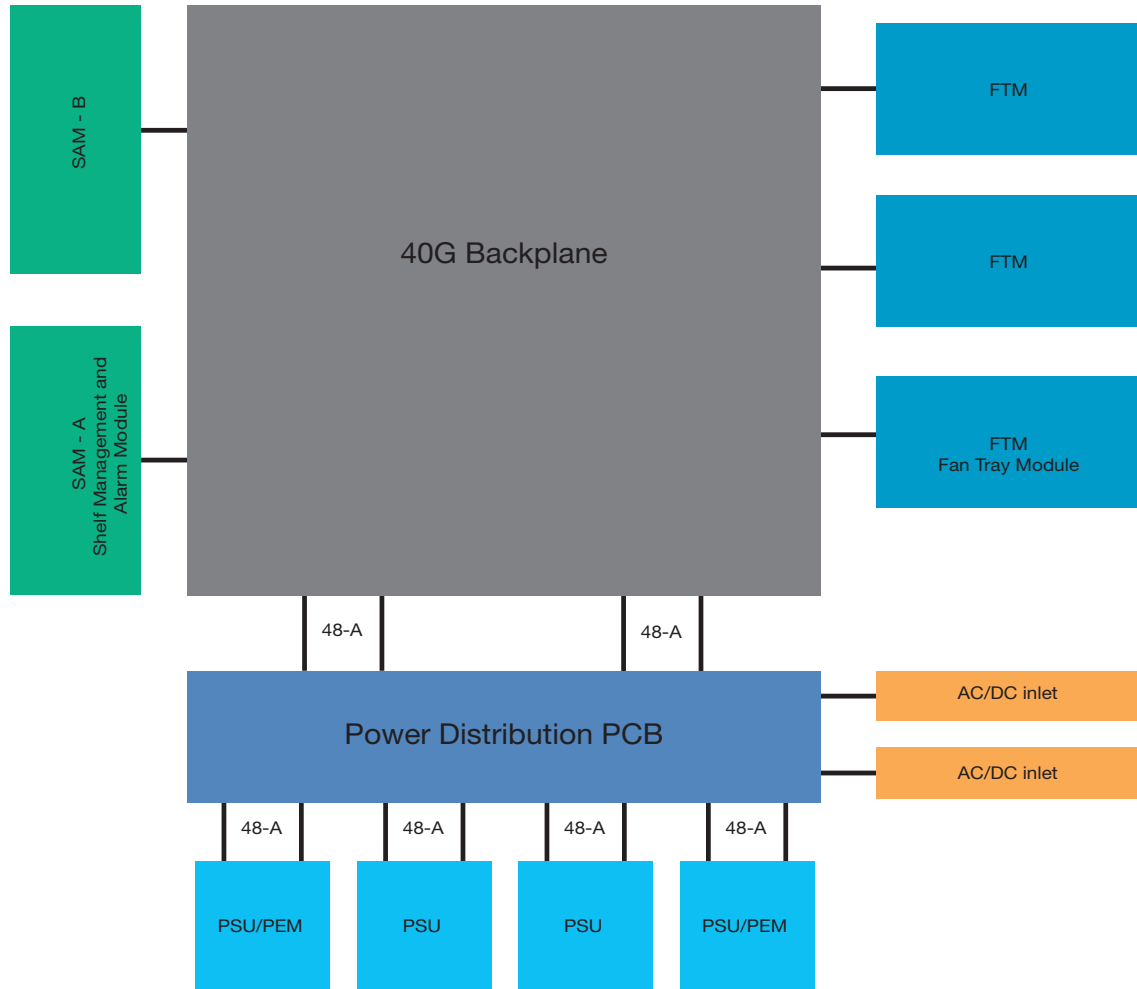 SAM - B
40G Backplane
FTM
FTM
SAM - A
Shelf Management and
Alarm Module
FTM
Fan Tray Module
48-A
48-A
Power Distribution PCB
AC/DC inlet
AC/DC inlet
48-A
48-A
48-A
48-A
PSU/PEM
PSU
PSU
PSU/PEM